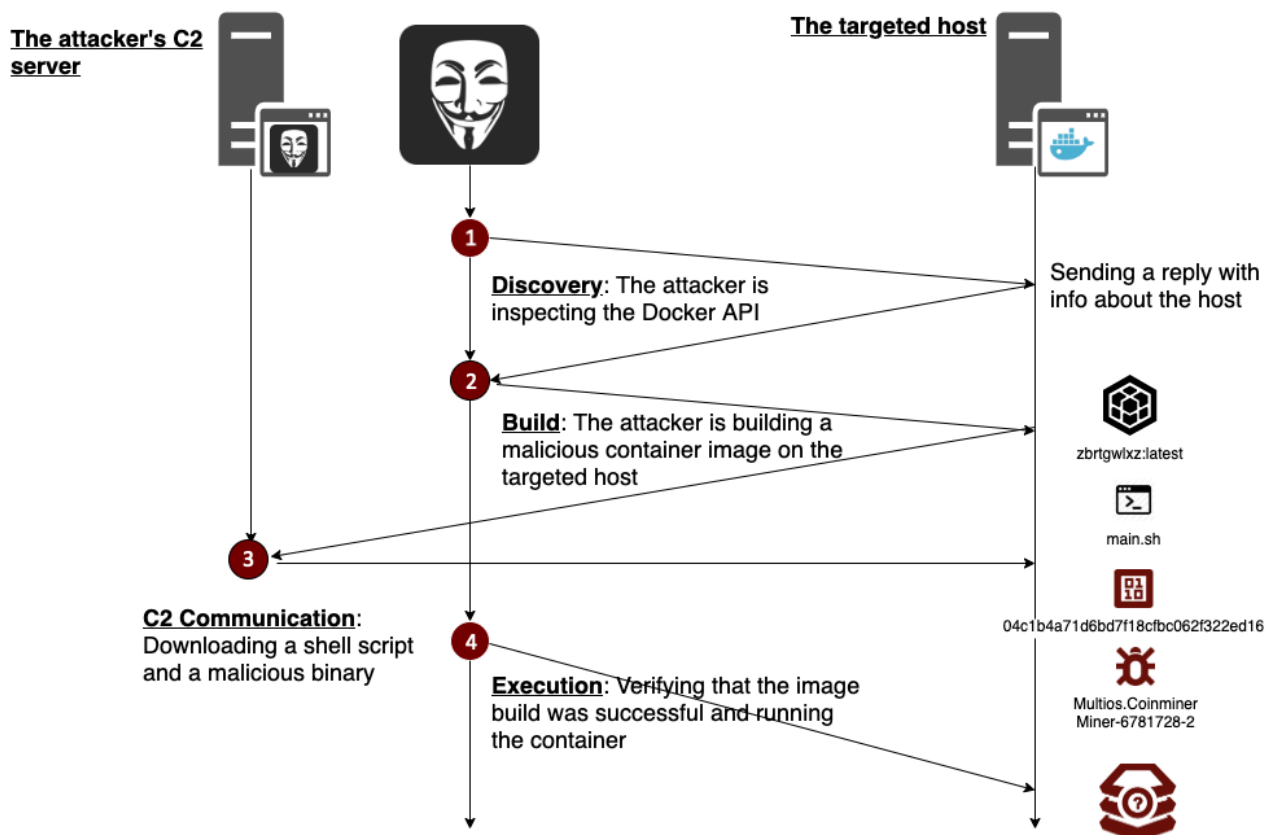 The attacker's C2
server
The targeted host
1
Discovery: The attacker is
inspecting the Docker API
Sending a reply with
info about the host
2
Build: The attacker is building a
malicious container image on the
targeted host
zbrtgwlxz:latest
main.sh
3
C2 Communication:
Downloading a shell script
and a malicious binary
01
10
04c1b4a71d6bd7f18cfbc062f322ed16
4
Execution: Verifying that the image
build was successful and running
the container
Multios.Coinminer
Miner-6781728-2
?